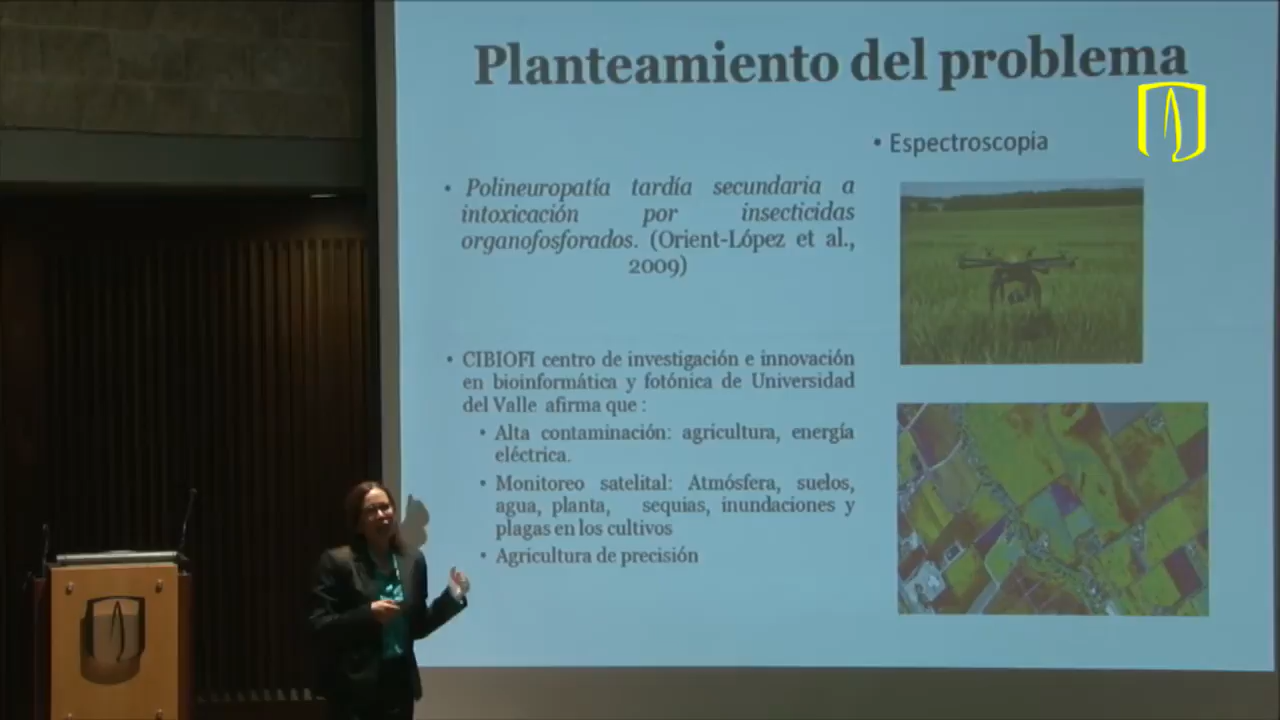 Planteamiento del problema
• Polineuropatía tardía secundaria a
intoxicación por insecticidas
organofosforados. (Orient-López et al.,
2009)
• CIBIOFI centro de investigación e innovación
en bioinformática y fotónica de Universidad
del Valle afirma que :
• Alta contaminación: agricultura, energía
eléctrica.
• Monitoreo satelital: Atmósfera, suelos,
agua, planta, sequias, inundaciones y
plagas en los cultivos
• Agricultura de precisión
• Espectroscopia